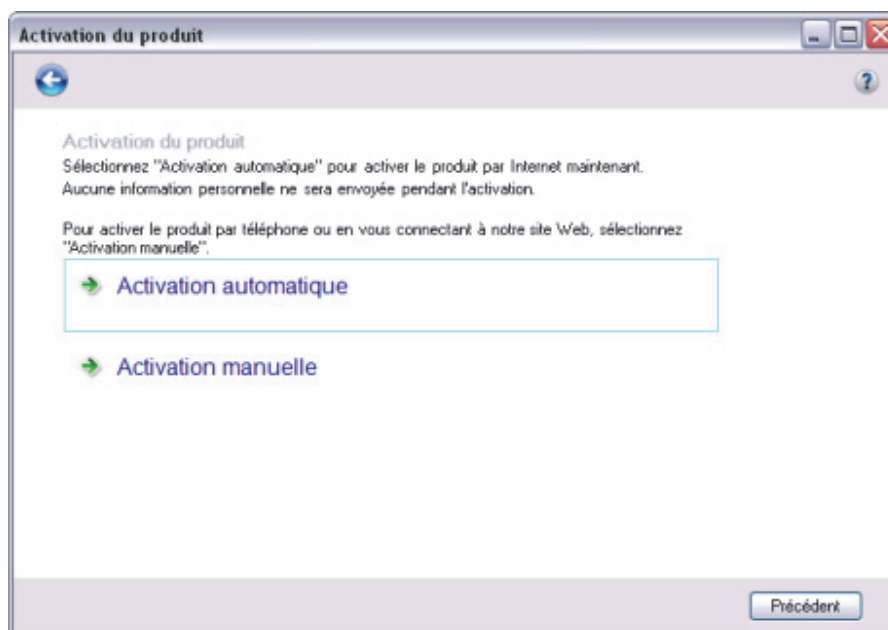 Activation du produit
Activation du produit
Sélectionnez "Activation automatique" pour activer le produit par Internet maintenant.
Aucune information personnelle ne sera envoyée pendant l'activation.
Pour activer le produit par téléphone ou en vous connectant à notre site Web, sélectionnez
"Activation manuelle".
Activation automatique
Activation manuelle
Précédent